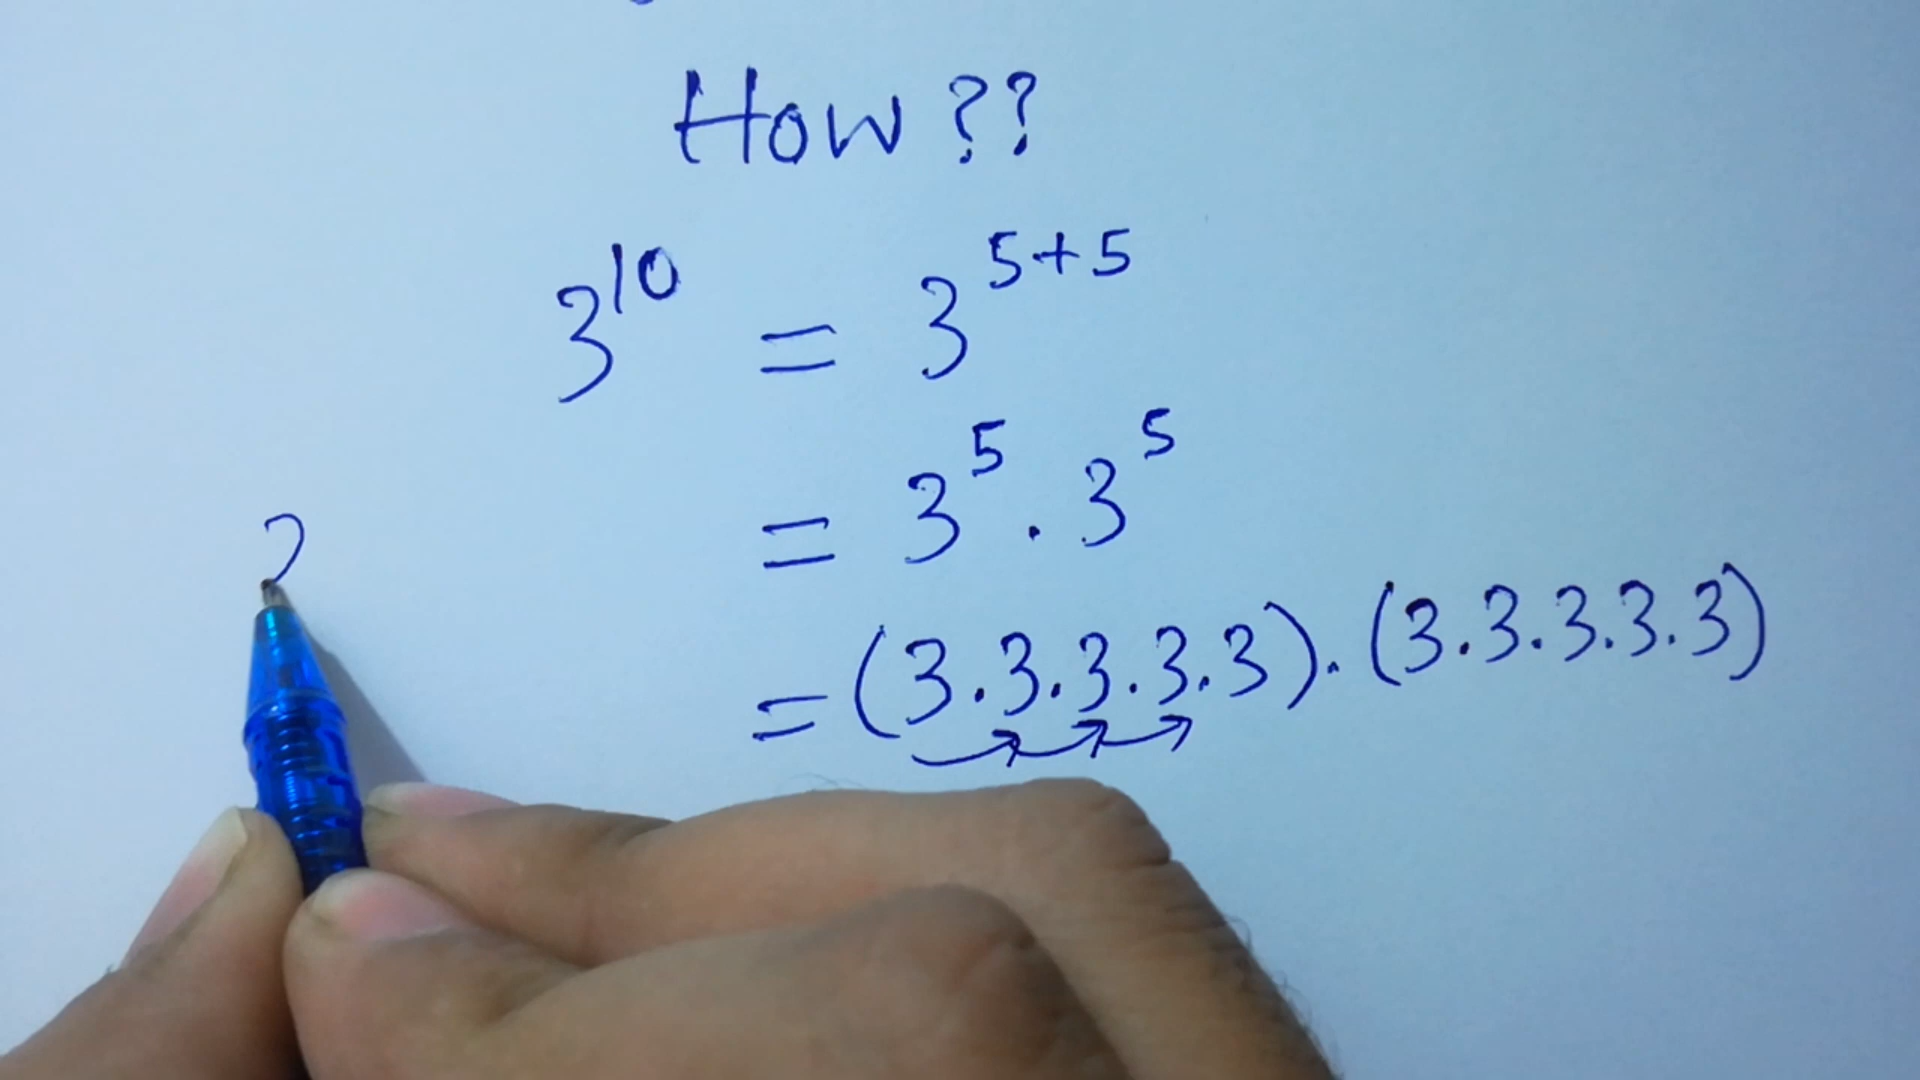 How ??
3^10 = 3^5+5
= 3^5 . 3^5
= (3.3.3.3.3).(3.3.3.3.3)